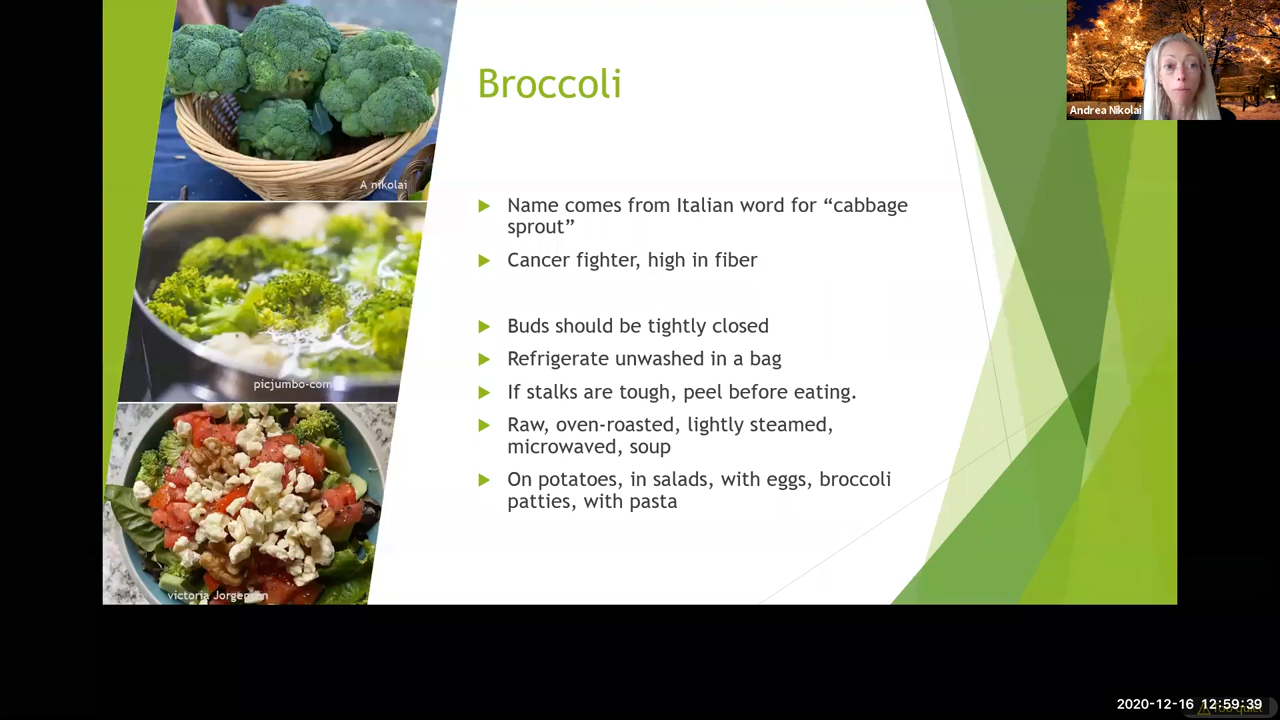 Broccoli
Andrea Nikolai
A nikolai
Name comes from Italian word for “cabbage
sprout”
Cancer fighter, high in fiber
Buds should be tightly closed
Refrigerate unwashed in a bag
If stalks are tough, peel before eating.
picjumbo-com
Raw, oven-roasted, lightly steamed,
microwaved, soup
On potatoes, in salads, with eggs, broccoli
patties, with pasta
victoria Jorgensen
2020-12-16 12:59:39